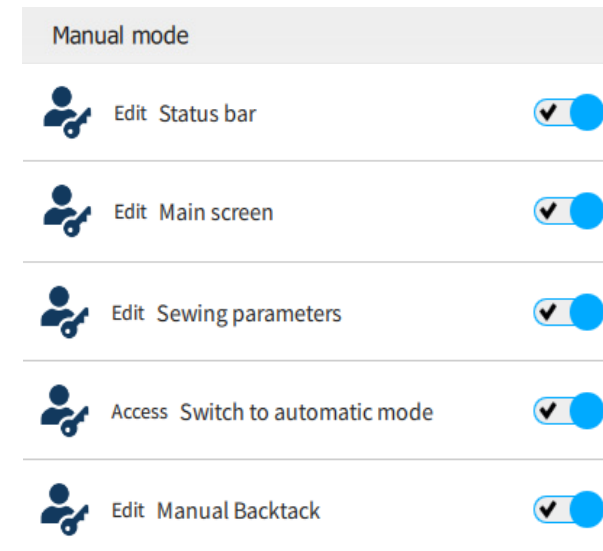 Manual mode
Edit Status bar
Edit Main screen
Edit Sewing parameters
Access Switch to automatic mode
Edit Manual Backtack